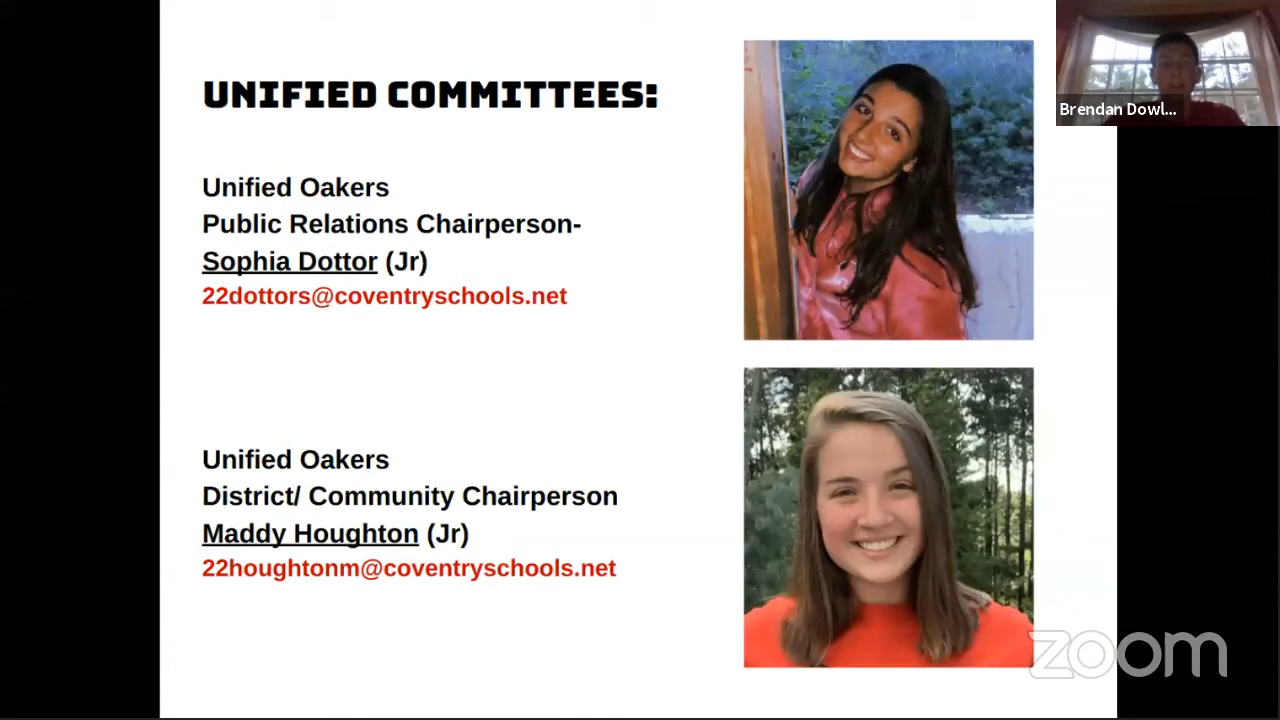 UNIFIED COMMITTEES:
Unified Oakers
Public Relations Chairperson-
Sophia Dottor (Jr)
22dottors@coventryschools.net
Unified Oakers
District/ Community Chairperson
Maddy Houghton (Jr)
22houghtonm@coventryschools.net
Brendan Dowl...
zoom